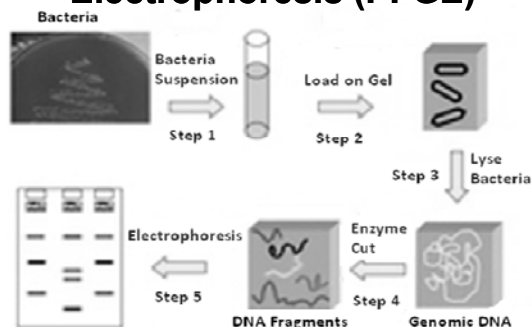 Electrophoresis (PFGE)
Bacteria
Bacteria
Suspension
Step 1
Load on Gel
Step 2
Step 3
Lyse
Bacteria
Electrophoresis
Step 5
Enzyme
Cut
Step 4
DNA Fragments
Genomic DNA